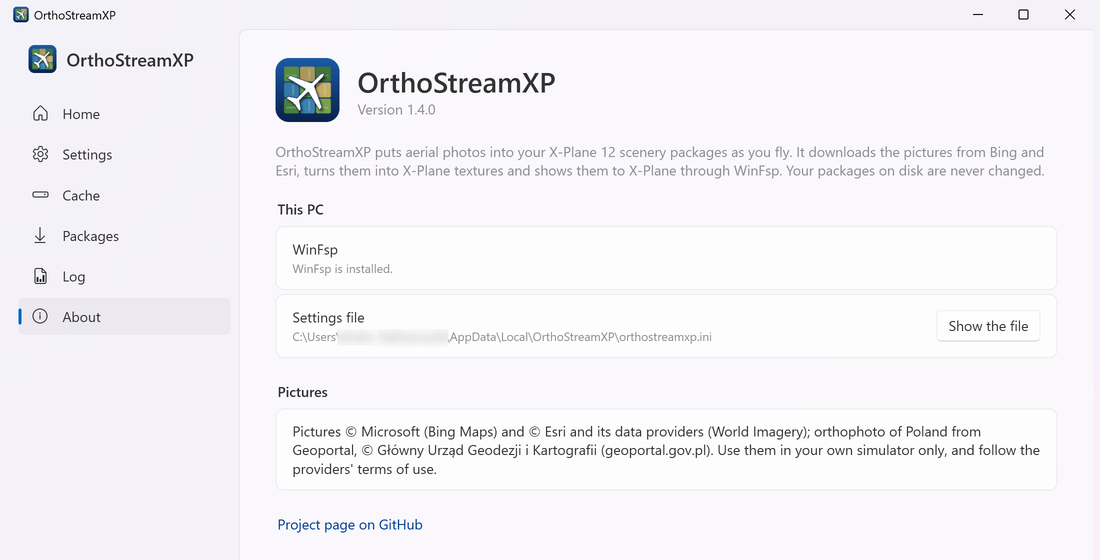 OrthoStreamXP
OrthoStreamXP
Home
Settings
Cache
Packages
Log
About
OrthoStreamXP
Version 1.4.0
OrthoStreamXP puts aerial photos into your X-Plane 12 scenery packages as you fly. It downloads the pictures from Bing and
Esri, turns them into X-Plane textures and shows them to X-Plane through WinFsp. Your packages on disk are never changed.
This PC
WinFsp
WinFsp is installed.
Settings file
C:\Users\ AppData\Local\OrthoStreamXP\orthostreamxp.ini
Show the file
Pictures
Pictures © Microsoft (Bing Maps) and © Esri and its data providers (World Imagery); orthophoto of Poland from
Geoportal, © Główny Urząd Geodezji i Kartografii (geoportal.gov.pl). Use them in your own simulator only, and follow the
providers' terms of use.
Project page on GitHub